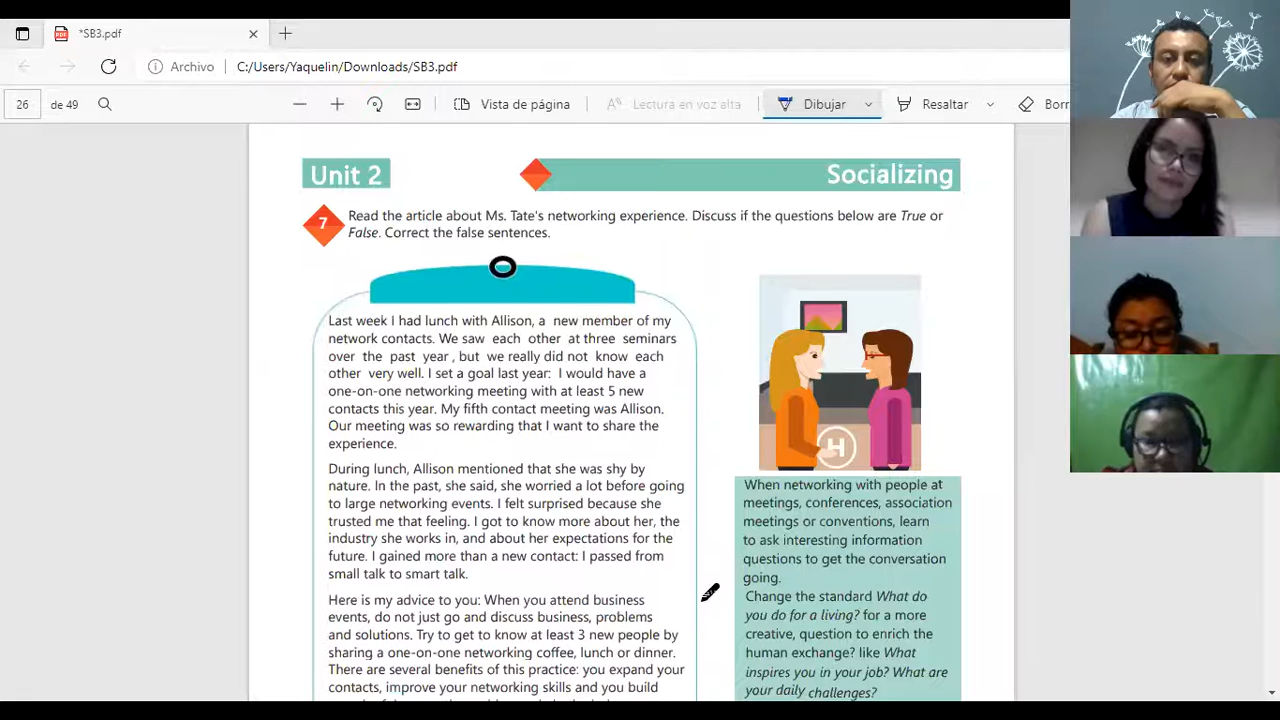 *SB3.pdf
Archivo
C:/Users/Yaquelin/Downloads/SB3.pdf
26
de 49
Vista de página
Lectura en voz alta
Dibujar
Resaltar
Borr
Unit 2
Socializing
7
Read the article about Ms. Tate's networking experience. Discuss if the questions below are True or
False. Correct the false sentences.
Last week I had lunch with Allison, a new member of my
network contacts. We saw each other at three seminars
over the past year , but we really did not know each
other very well. I set a goal last year: I would have a
one-on-one networking meeting with at least 5 new
contacts this year. My fifth contact meeting was Allison.
Our meeting was so rewarding that I want to share the
experience.
During lunch, Allison mentioned that she was shy by
nature. In the past, she said, she worried a lot before going
to large networking events. I felt surprised because she
trusted me that feeling. I got to know more about her, the
industry she works in, and about her expectations for the
future. I gained more than a new contact: I passed from
small talk to smart talk.
Here is my advice to you: When you attend business
events, do not just go and discuss business, problems
and solutions. Try to get to know at least 3 new people by
sharing a one-on-one networking coffee, lunch or dinner.
There are several benefits of this practice: you expand your
contacts, improve your networking skills and you build
H
When networking with people at
meetings, conferences, association
meetings or conventions, learn
to ask interesting information
questions to get the conversation
going.
Change the standard What do
you do for a living? for a more
creative, question to enrich the
human exchange? like What
inspires you in your job? What are
your daily challenges?